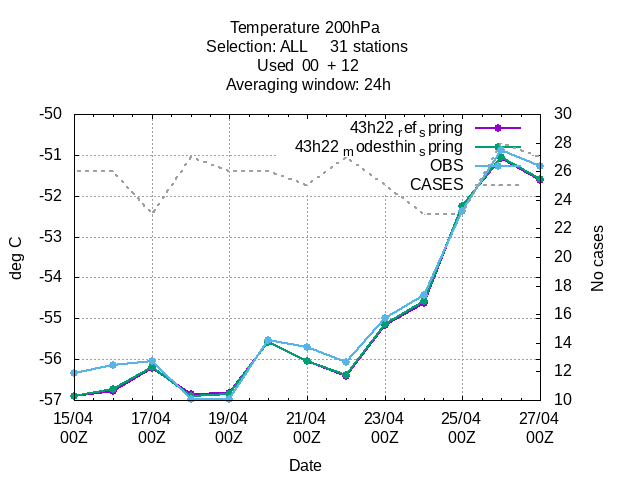 Temperature 200hPa
Selection: ALL     31 stations
Used  00  + 12
Averaging window: 24h
-50
-51
-52
-53
-54
-55
-56
-57
deg C
30
28
26
24
22
20
18
16
14
12
10
No cases
43h22 ref spring
43h22 modesthin spring
OBS
CASES
15/04 17/04 19/04 21/04 23/04 25/04 27/04
00Z 00Z 00Z 00Z 00Z 00Z 00Z
Date